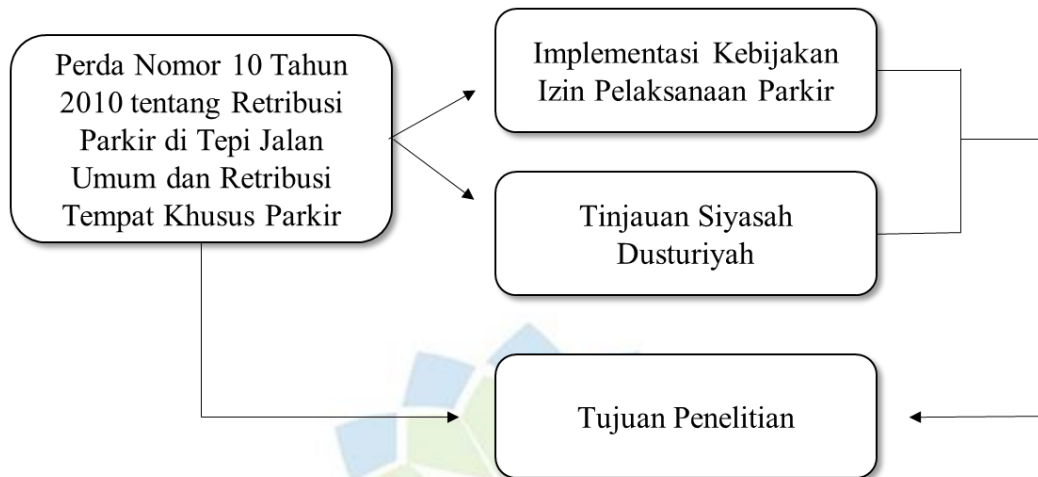 Perda Nomor 10 Tahun
2010 tentang Retribusi
Parkir di Tepi Jalan
Umum dan Retribusi
Tempat Khusus Parkir
Implementasi Kebijakan
Izin Pelaksanaan Parkir
Tinjauan Siyasah
Dusturiyah
Tujuan Penelitian